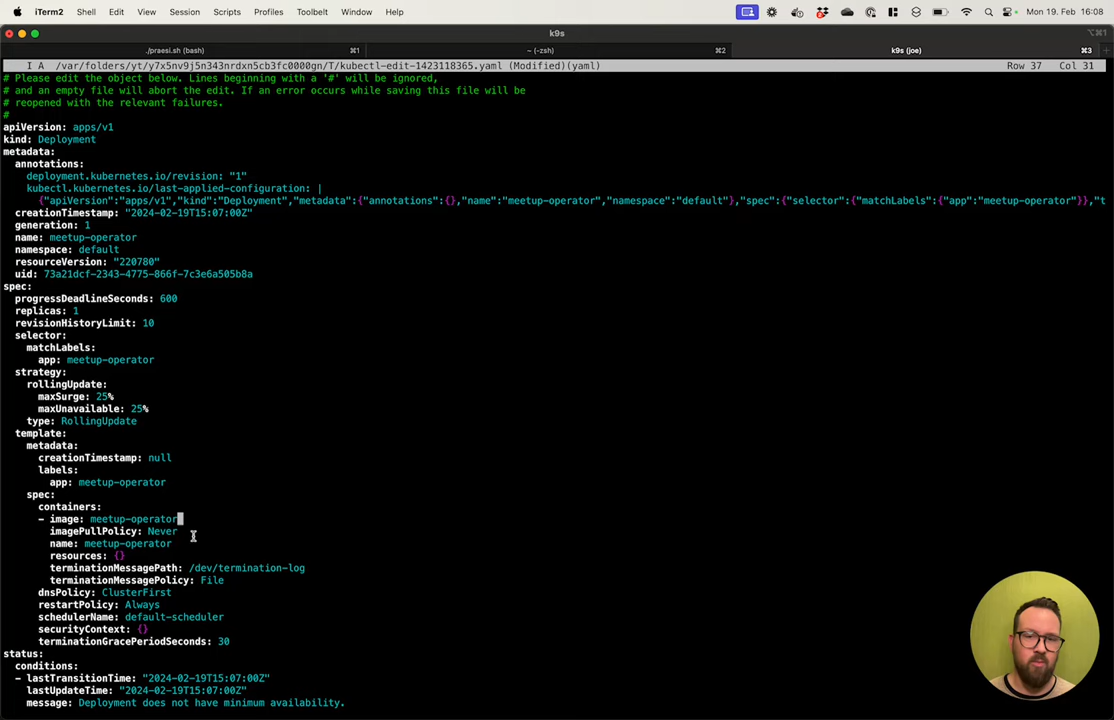 iTerm2 Shell Edit View Session Scripts Profiles Toolbelt Window Help Mon 19. Feb 16:08
k9s ⌥⌘1
./praesi.sh (bash) ⌘1 ~ (-zsh) ⌘2 k9s (joe) ⌘3
I A /var/folders/yt/y7x5nv9j5n343nrdxn5cb3fc0000gn/T/kubectl-edit-1423118365.yaml (Modified)(yaml) Row 37 Col 31
# Please edit the object below. Lines beginning with a '#' will be ignored,
# and an empty file will abort the edit. If an error occurs while saving this file will be
# reopened with the relevant failures.
#
apiVersion: apps/v1
kind: Deployment
metadata:
  annotations:
    deployment.kubernetes.io/revision: "1"
    kubectl.kubernetes.io/last-applied-configuration: |
      {"apiVersion":"apps/v1","kind":"Deployment","metadata":{"annotations":{},"name":"meetup-operator","namespace":"default"},"spec":{"selector":{"matchLabels":{"app":"meetup-operator"}},"t
  creationTimestamp: "2024-02-19T15:07:00Z"
  generation: 1
  name: meetup-operator
  namespace: default
  resourceVersion: "220780"
  uid: 73a21dcf-2343-4775-866f-7c3e6a505b8a
spec:
  progressDeadlineSeconds: 600
  replicas: 1
  revisionHistoryLimit: 10
  selector:
    matchLabels:
      app: meetup-operator
  strategy:
    rollingUpdate:
      maxSurge: 25%
      maxUnavailable: 25%
    type: RollingUpdate
  template:
    metadata:
      creationTimestamp: null
      labels:
        app: meetup-operator
    spec:
      containers:
      - image: meetup-operator
        imagePullPolicy: Never
        name: meetup-operator
        resources: {}
        terminationMessagePath: /dev/termination-log
        terminationMessagePolicy: File
      dnsPolicy: ClusterFirst
      restartPolicy: Always
      schedulerName: default-scheduler
      securityContext: {}
      terminationGracePeriodSeconds: 30
status:
  conditions:
  - lastTransitionTime: "2024-02-19T15:07:00Z"
    lastUpdateTime: "2024-02-19T15:07:00Z"
    message: Deployment does not have minimum availability.